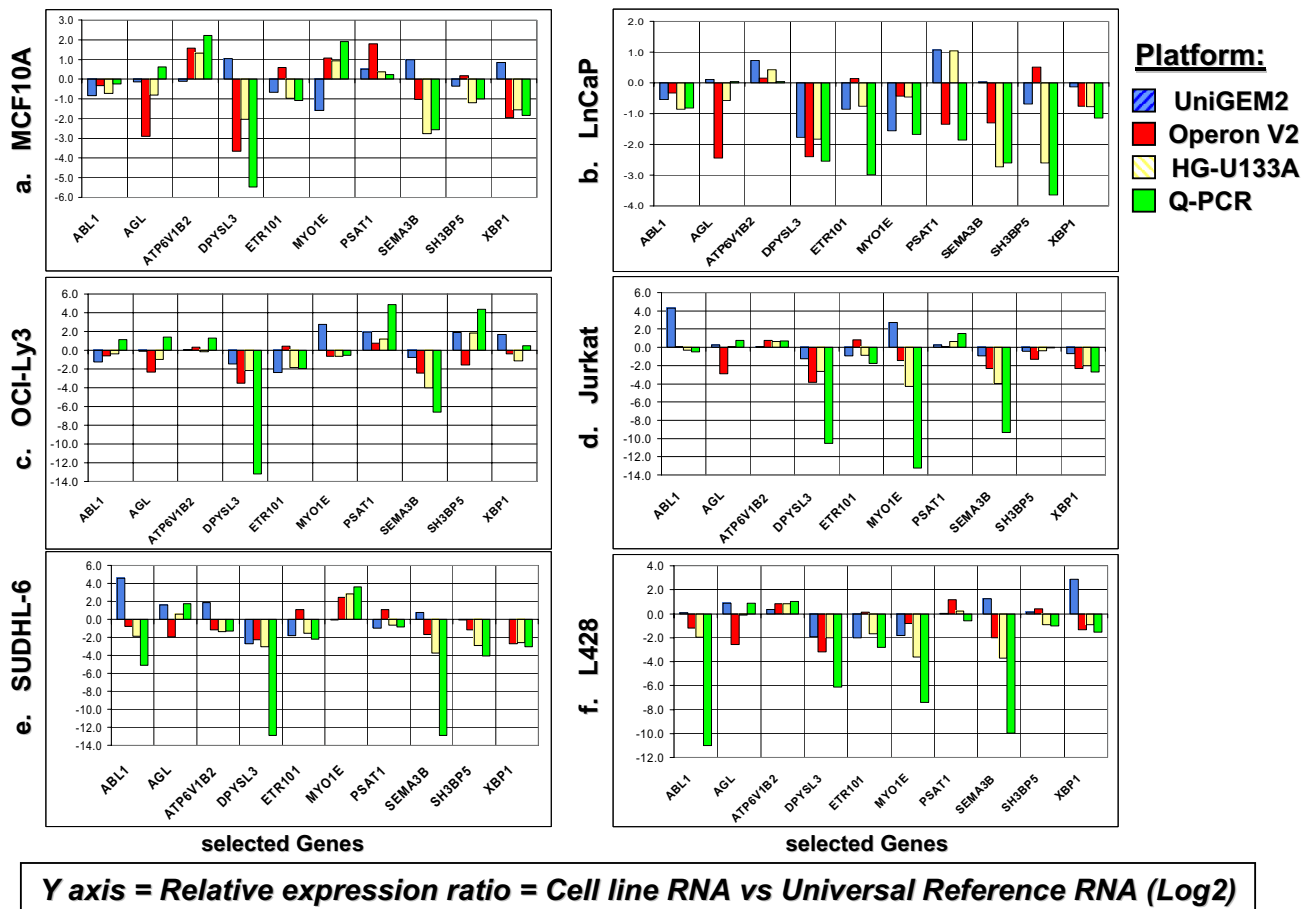 a. MCF10A
3.0
2.0
1.0
0.0
-1.0
-2.0
-3.0
-4.0
-5.0
-6.0
ABL1
AGL
ATP6V1B2
DPYSL3
ETR101
MYO1E
PSAT1
SEMA3B
SH3BP5
XBP1
b. LnCaP
2.0
1.0
0.0
-1.0
-2.0
-3.0
-4.0
ABL1
AGL
ATP6V1B2
DPYSL3
ETR101
MYO1E
PSAT1
SEMA3B
SH3BP5
XBP1
Platform:
UniGEM2
Operon V2
HG-U133A
Q-PCR
c. OCI-Ly3
6.0
4.0
2.0
0.0
-2.0
-4.0
-6.0
-8.0
-10.0
-12.0
-14.0
ABL1
AGL
ATP6V1B2
DPYSL3
ETR101
MYO1E
PSAT1
SEMA3B
SH3BP5
XBP1
d. Jurkat
6.0
4.0
2.0
0.0
-2.0
-4.0
-6.0
-8.0
-10.0
-12.0
-14.0
ABL1
AGL
ATP6V1B2
DPYSL3
ETR101
MYO1E
PSAT1
SEMA3B
SH3BP5
XBP1
e. SUDHL-6
6.0
4.0
2.0
0.0
-2.0
-4.0
-6.0
-8.0
-10.0
-12.0
-14.0
ABL1
AGL
ATP6V1B2
DPYSL3
ETR101
MYO1E
PSAT1
SEMA3B
SH3BP5
XBP1
selected Genes
f. L428
4.0
2.0
0.0
-2.0
-4.0
-6.0
-8.0
-10.0
-12.0
ABL1
AGL
ATP6V1B2
DPYSL3
ETR101
MYO1E
PSAT1
SEMA3B
SH3BP5
XBP1
selected Genes
Y axis = Relative expression ratio = Cell line RNA vs Universal Reference RNA (Log2)